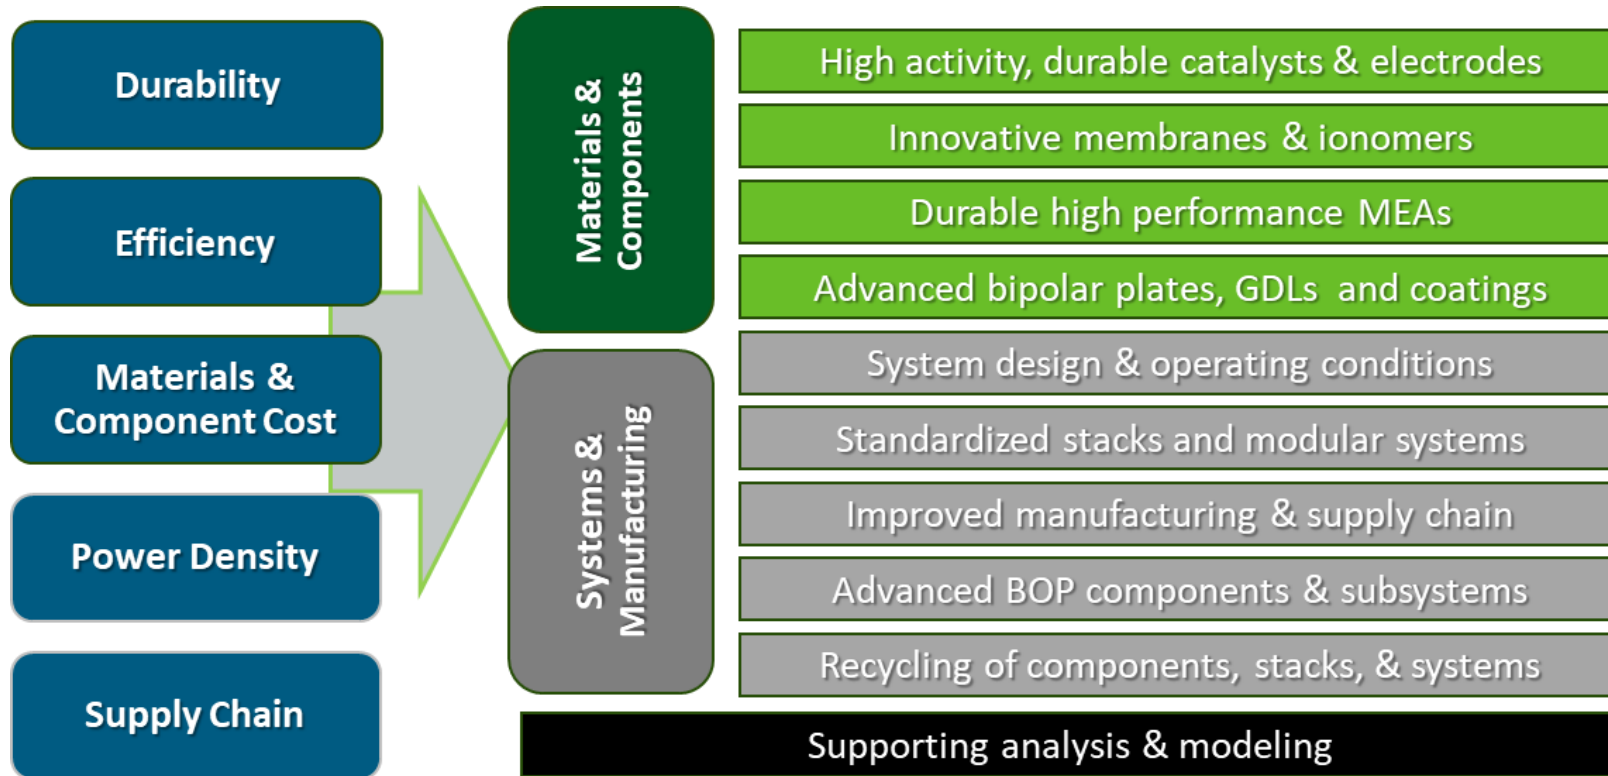 Durability
Efficiency
Materials &
Component Cost
Power Density
Supply Chain
Materials &
Components
Systems &
Manufacturing
High activity, durable catalysts & electrodes
Innovative membranes & ionomers
Durable high performance MEAs
Advanced bipolar plates, GDLs and coatings
System design & operating conditions
Standardized stacks and modular systems
Improved manufacturing & supply chain
Advanced BOP components & subsystems
Recycling of components, stacks, & systems
Supporting analysis & modeling